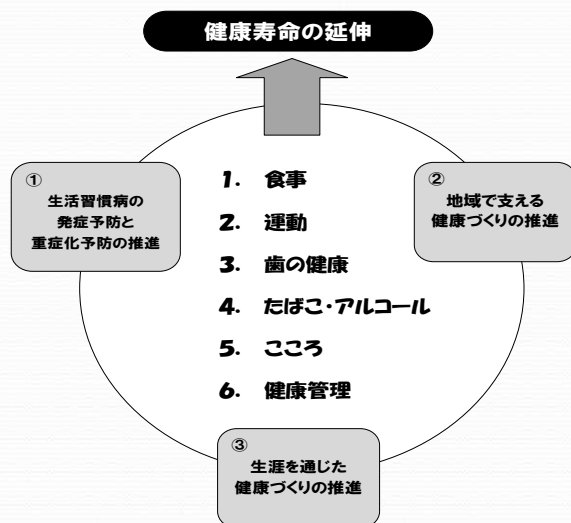 健康寿命の延伸
①
生活習慣病の
発症予防と
重症化予防の推進
②
地域で支える
健康づくりの推進
1. 食事
2. 運動
3. 歯の健康
4. たばこ・アルコール
5. こころ
6. 健康管理
③
生涯を通じた
健康づくりの推進